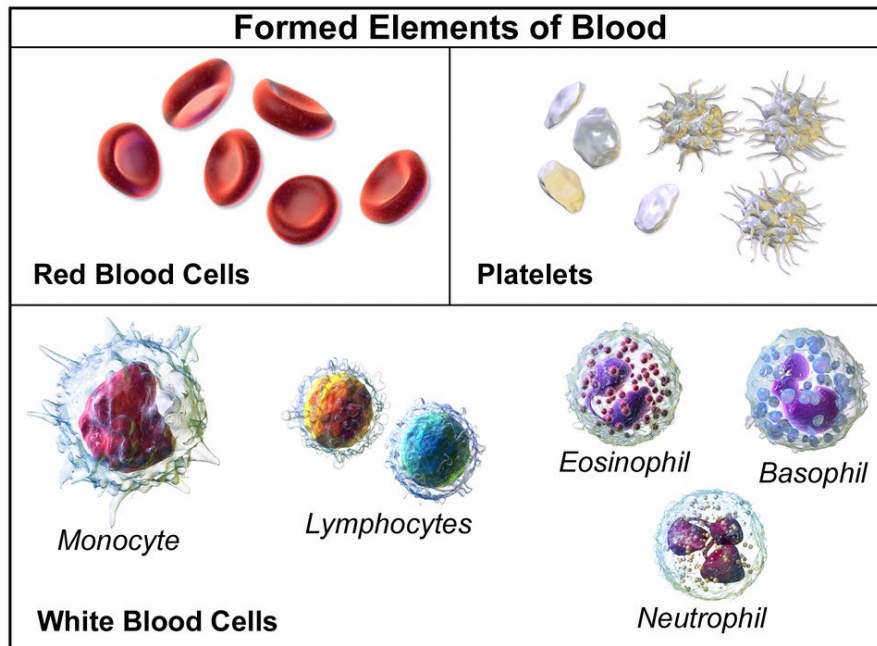 Formed Elements of Blood
Red Blood Cells
Platelets
Monocyte
Lymphocytes
Eosinophil
Basophil
Neutrophil
White Blood Cells